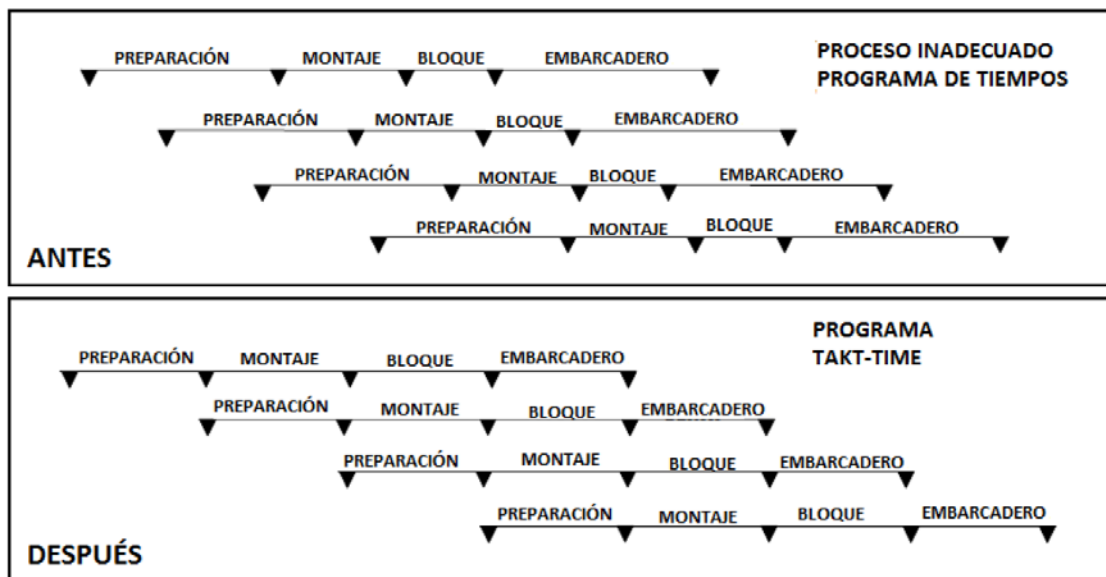 PREPARACIÓN MONTAJE BLOQUE EMBARCADERO
PROCESO INADECUADO
PROGRAMA DE TIEMPOS
PREPARACIÓN MONTAJE BLOQUE EMBARCADERO
PREPARACIÓN MONTAJE BLOQUE EMBARCADERO
PREPARACIÓN MONTAJE BLOQUE EMBARCADERO
ANTES
PROGRAMA
TAKT-TIME
PREPARACIÓN MONTAJE BLOQUE EMBARCADERO
PREPARACIÓN MONTAJE BLOQUE EMBARCADERO
PREPARACIÓN MONTAJE BLOQUE EMBARCADERO
PREPARACIÓN MONTAJE BLOQUE EMBARCADERO
DESPUÉS